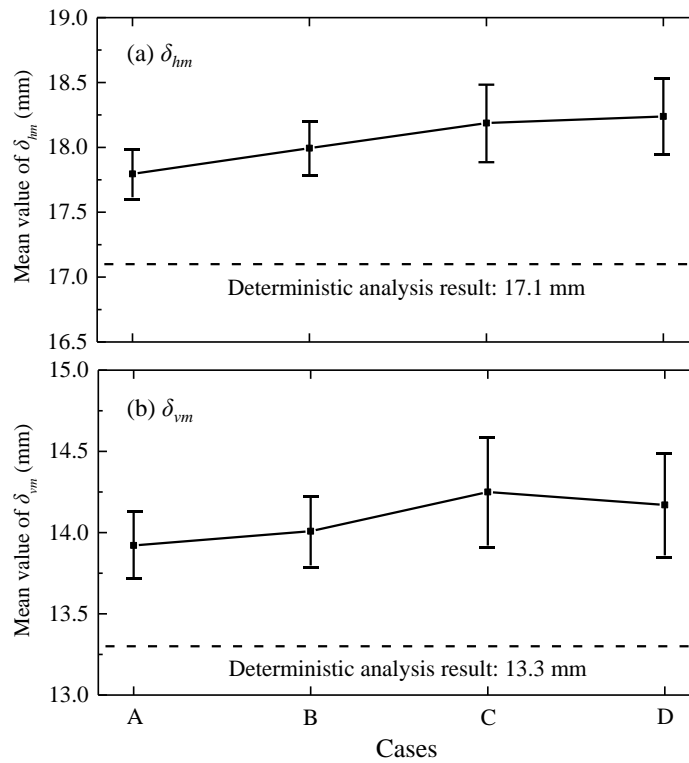 19.0
(a) δhm
18.5
18.0
17.5
17.0
Deterministic analysis result: 17.1 mm
16.5
Mean value of δhm (mm)
15.0
(b) δvm
14.5
14.0
13.5
Deterministic analysis result: 13.3 mm
13.0
Mean value of δvm (mm)
A B C D
Cases